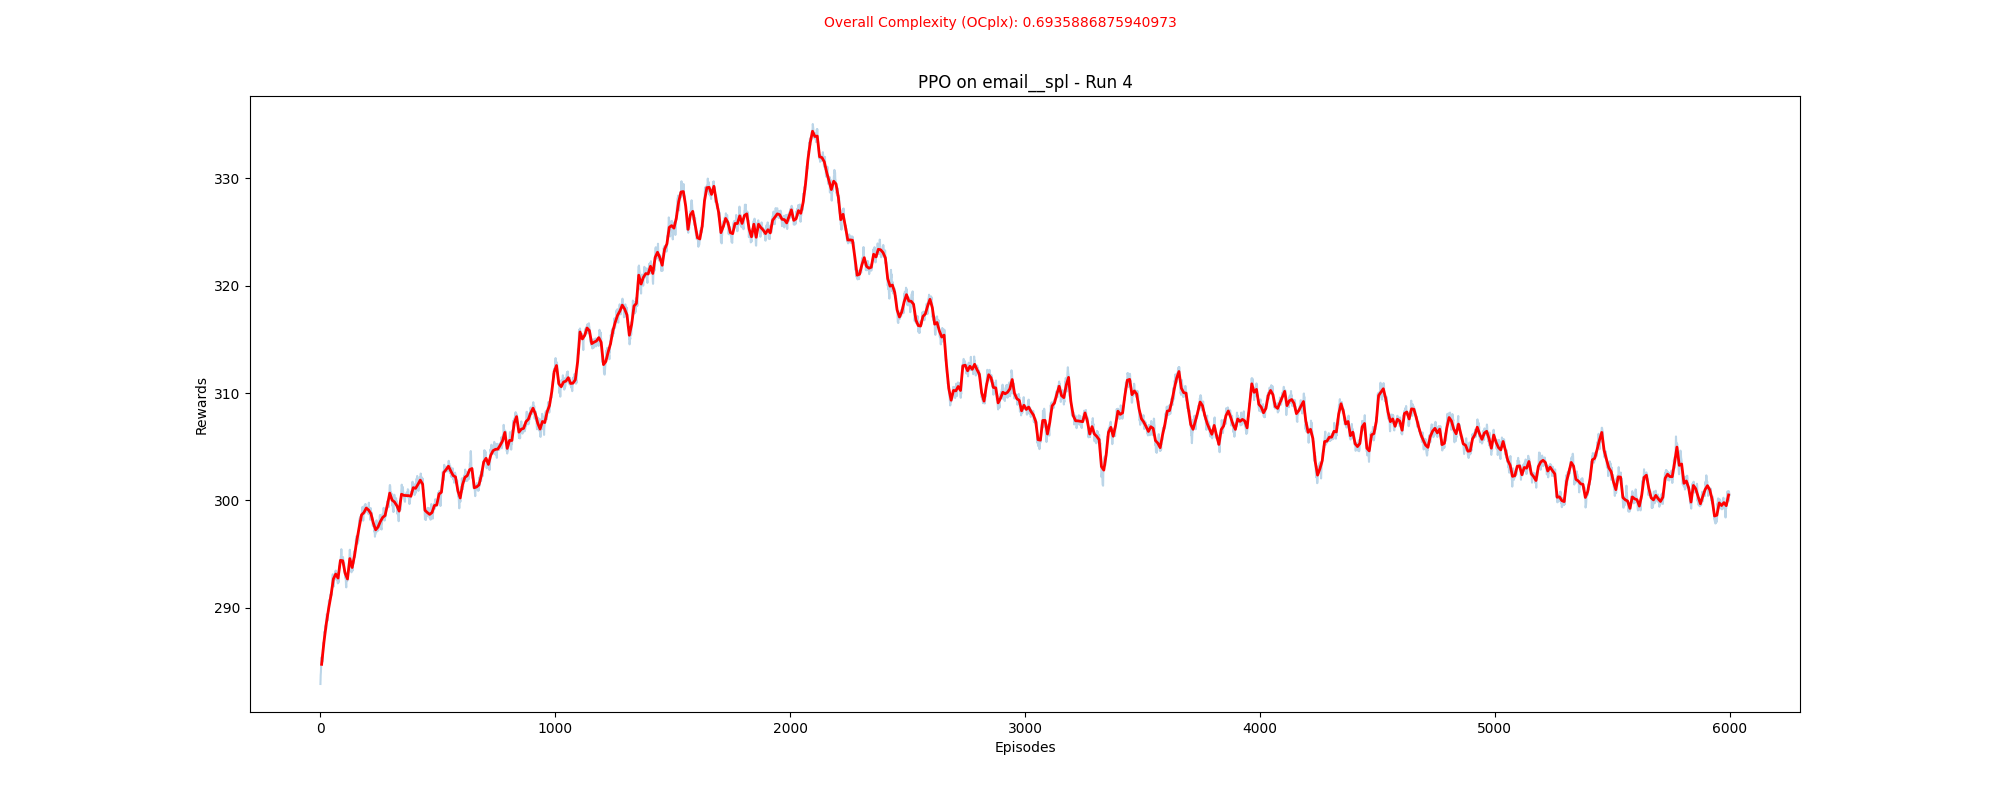 Overall Complexity (OCplx): 0.6935886875940973
PPO on email__spl - Run 4
Rewards
330
320
310
300
290
0 1000 2000 3000 4000 5000 6000
Episodes